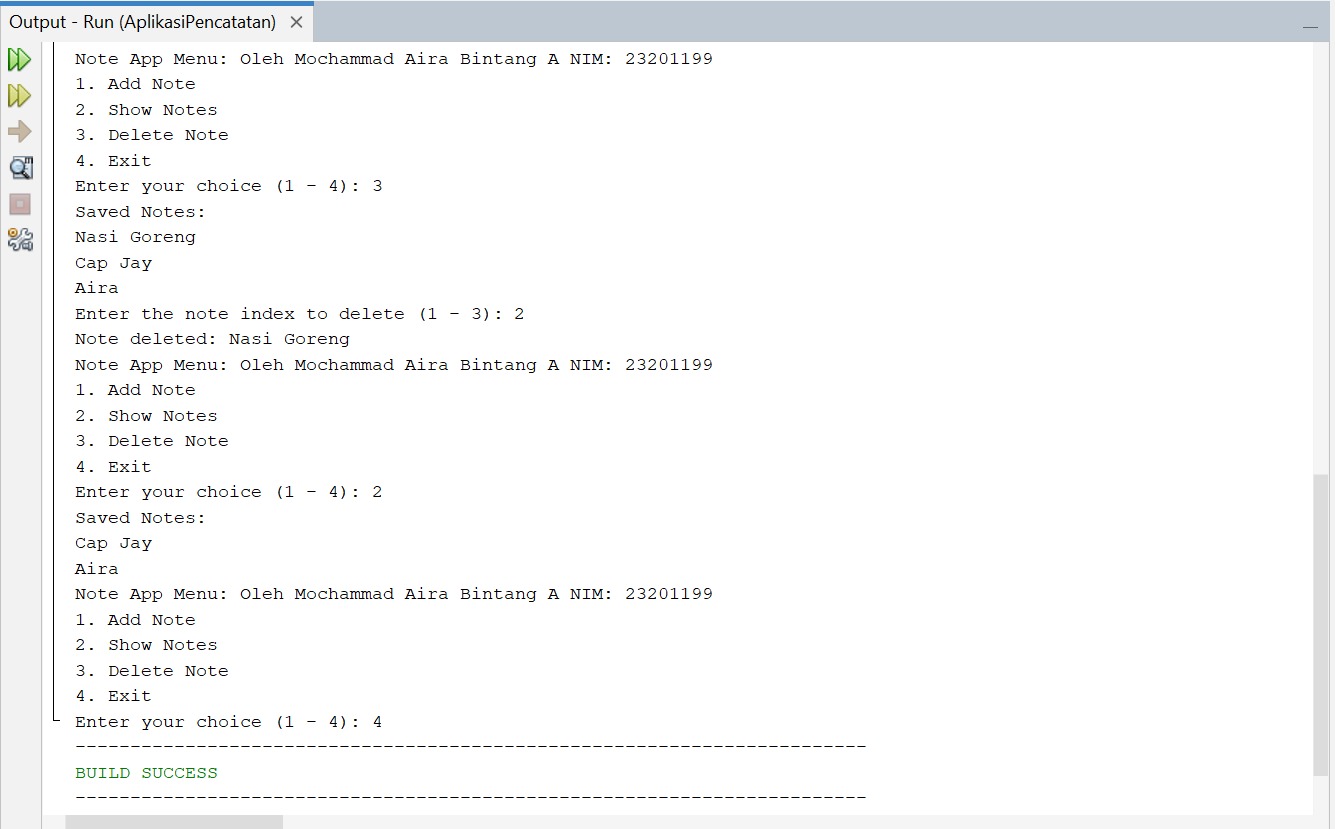 Output - Run (AplikasiPencatatan)
Note App Menu: Oleh Mochammad Aira Bintang A NIM: 23201199
1. Add Note
2. Show Notes
3. Delete Note
4. Exit
Enter your choice (1 - 4): 3
Saved Notes:
Nasi Goreng
Cap Jay
Aira
Enter the note index to delete (1 - 3): 2
Note deleted: Nasi Goreng
Note App Menu: Oleh Mochammad Aira Bintang A NIM: 23201199
1. Add Note
2. Show Notes
3. Delete Note
4. Exit
Enter your choice (1 - 4): 2
Saved Notes:
Cap Jay
Aira
Note App Menu: Oleh Mochammad Aira Bintang A NIM: 23201199
1. Add Note
2. Show Notes
3. Delete Note
4. Exit
Enter your choice (1 - 4): 4
------------------------------------------------------------------------
BUILD SUCCESS
------------------------------------------------------------------------